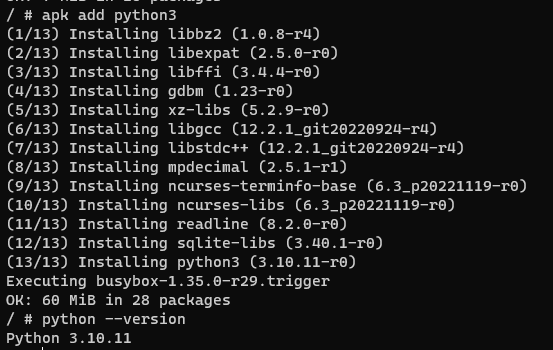 / # apk add python3
(1/13) Installing libbz2 (1.0.8-r4)
(2/13) Installing libexpat (2.5.0-r0)
(3/13) Installing libffi (3.4.4-r0)
(4/13) Installing gdbm (1.23-r0)
(5/13) Installing xz-libs (5.2.9-r0)
(6/13) Installing libgcc (12.2.1_git20220924-r4)
(7/13) Installing libstdc++ (12.2.1_git20220924-r4)
(8/13) Installing mpdecimal (2.5.1-r1)
(9/13) Installing ncurses-terminfo-base (6.3_p20221119-r0)
(10/13) Installing ncurses-libs (6.3_p20221119-r0)
(11/13) Installing readline (8.2.0-r0)
(12/13) Installing sqlite-libs (3.40.1-r0)
(13/13) Installing python3 (3.10.11-r0)
Executing busybox-1.35.0-r29.trigger
OK: 60 MiB in 28 packages
/ # python --version
Python 3.10.11